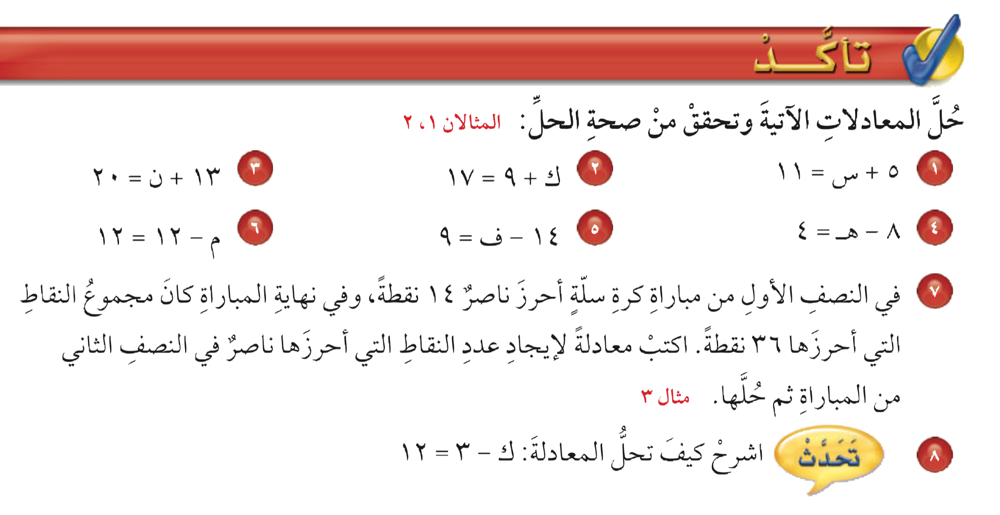 تأكَّـــدْ
حُلَّ المعادلاتِ الآتيةَ وتحققْ منْ صحةِ الحلِّ: المثالان ١، ٢
١ ٥ + س = ١١ ٢ ك + ٩ = ١٧ ٣ ١٣ + ن = ٢٠
٤ ٨ – هـ = ٤ ٥ ١٤ – ف = ٩ ٦ م – ١٢ = ١٢
٧ في النصفِ الأولِ من مباراةِ كرةِ سلّةٍ أحرزَ ناصرٌ ١٤ نقطةً، وفي نهايةِ المباراةِ كانَ مجموعُ النقاطِ
التي أحرزَها ٣٦ نقطةً. اكتبْ معادلةً لإيجادِ عددِ النقاطِ التي أحرزَها ناصرٌ في النصفِ الثاني
من المباراةِ ثم حُلَّها. مثال ٣
٨ تَحَدَّثْ اشرحْ كيفَ تحلُّ المعادلةَ: ك – ٣ = ١٢